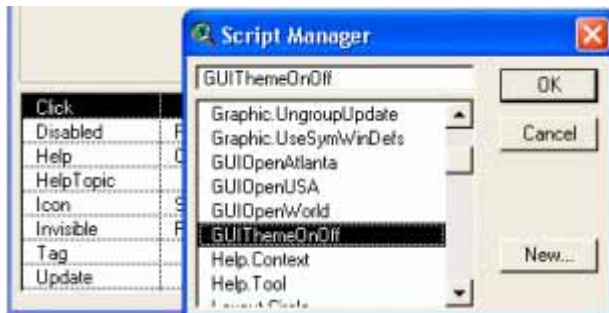 Script Manager
GUIThemeOnOff
OK
Cancel
New...
Graphic.UngroupUpdate
Graphic.UseSymWinDefs
GUIOpenAtlanta
GUIOpenUSA
GUIOpenWorld
GUIThemeOnOff
Help.Context
Help.Tool
Click
Disabled
Help
HelpTopic
Icon
Invisible
Tag
Update